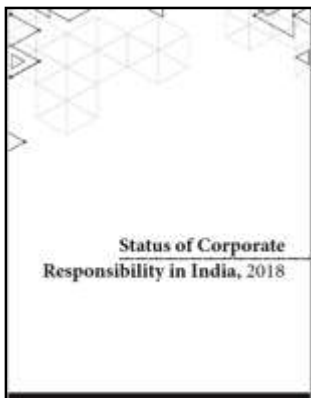 Status of Corporate
Responsibility in India, 2018